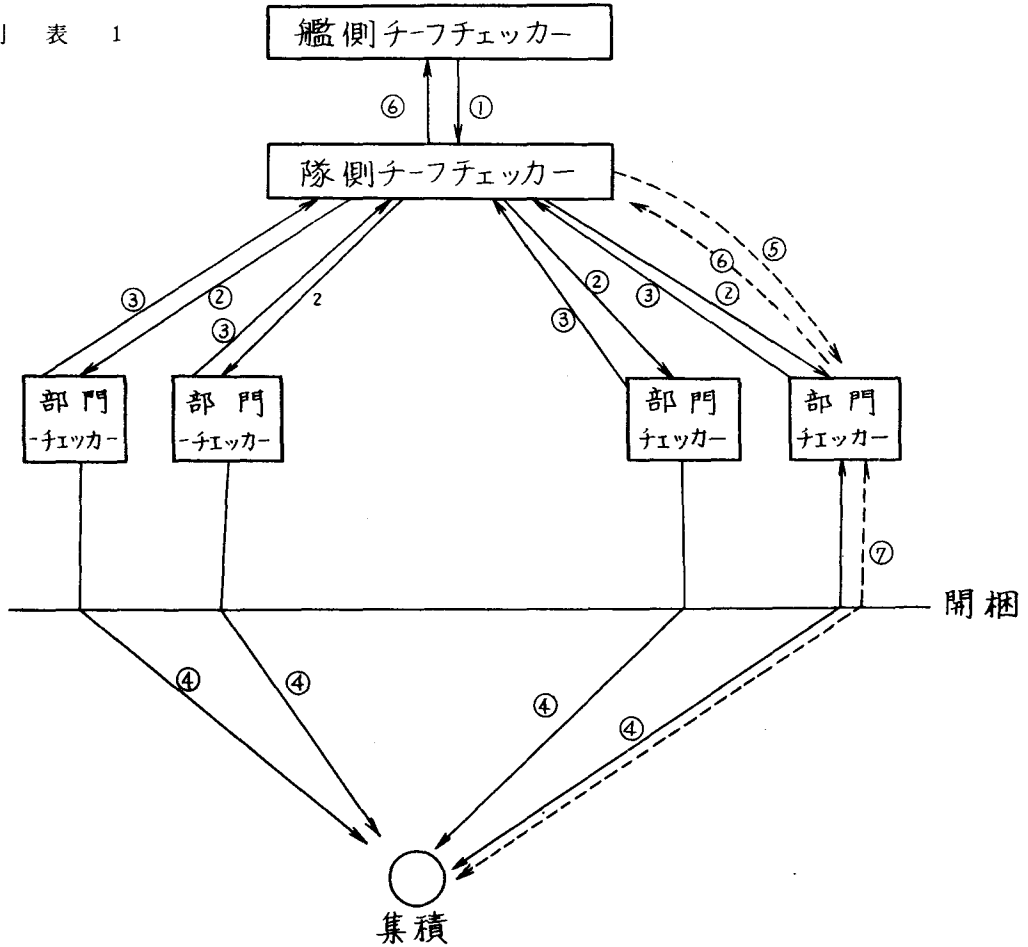 表 1
艦側チーフチェッカー
⑥ ①
隊側チーフチェッカー
⑤
⑥
③ ② ② ③ ②
③ 2 ③
部門 部門 部門 部門
-チェッカー- -チェッカー- チェッカー チェッカー
⑦
開梱
④ ④ ④ ④
集積